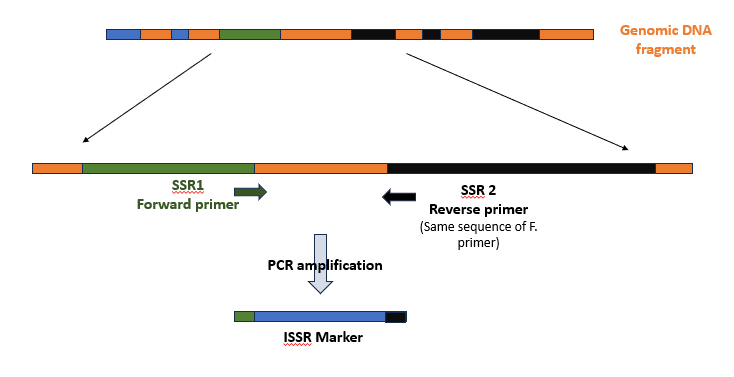 Genomic DNA
fragment
SSR1
Forward primer
SSR 2
Reverse primer
(Same sequence of F.
primer)
PCR amplification
ISSR Marker